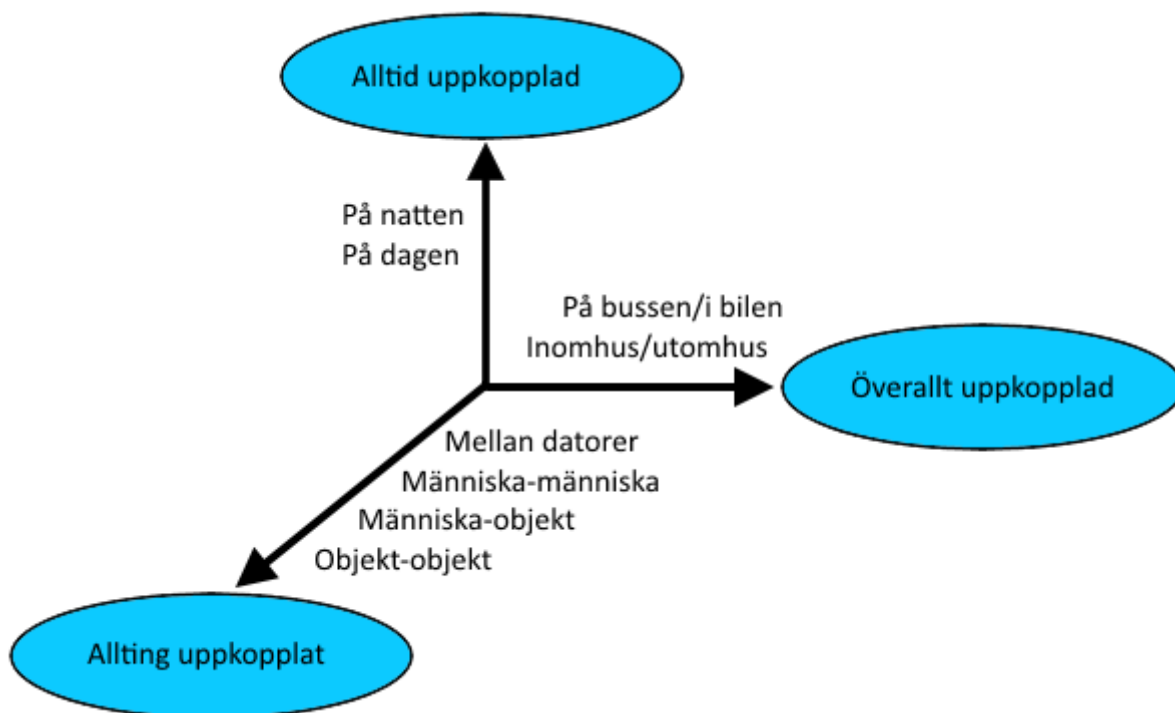 Alltid uppkopplad
På natten
På dagen
På bussen/i bilen
Inomhus/utomhus
Överallt uppkopplad
Mellan datorer
Människa-människa
Människa-objekt
Objekt-objekt
Allting uppkopplat